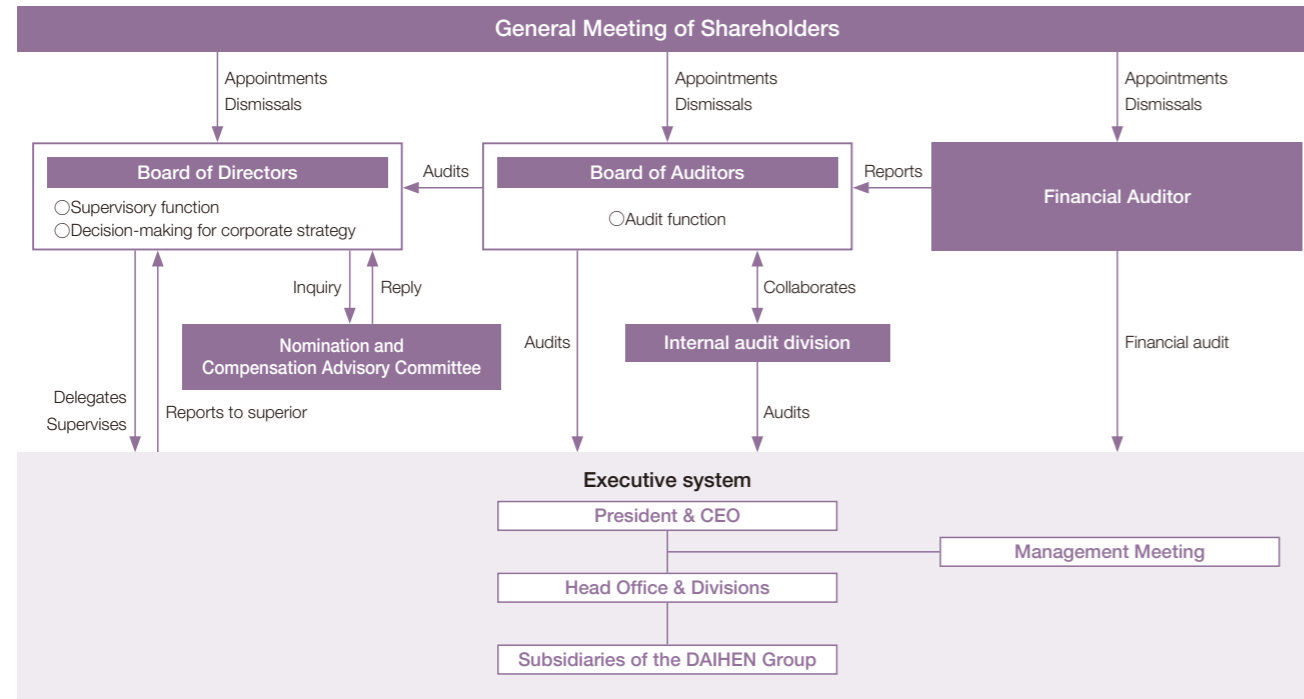 General Meeting of Shareholders
Appointments
Dismissals
Appointments
Dismissals
Appointments
Dismissals
Board of Directors
○Supervisory function
○Decision-making for corporate strategy
Audits
Board of Auditors
○Audit function
Reports
Financial Auditor
Inquiry
Reply
Collaborates
Nomination and
Compensation Advisory Committee
Audits
Internal audit division
Financial audit
Delegates
Supervises
Reports to superior
Audits
Executive system
President & CEO
Management Meeting
Head Office & Divisions
Subsidiaries of the DAIHEN Group